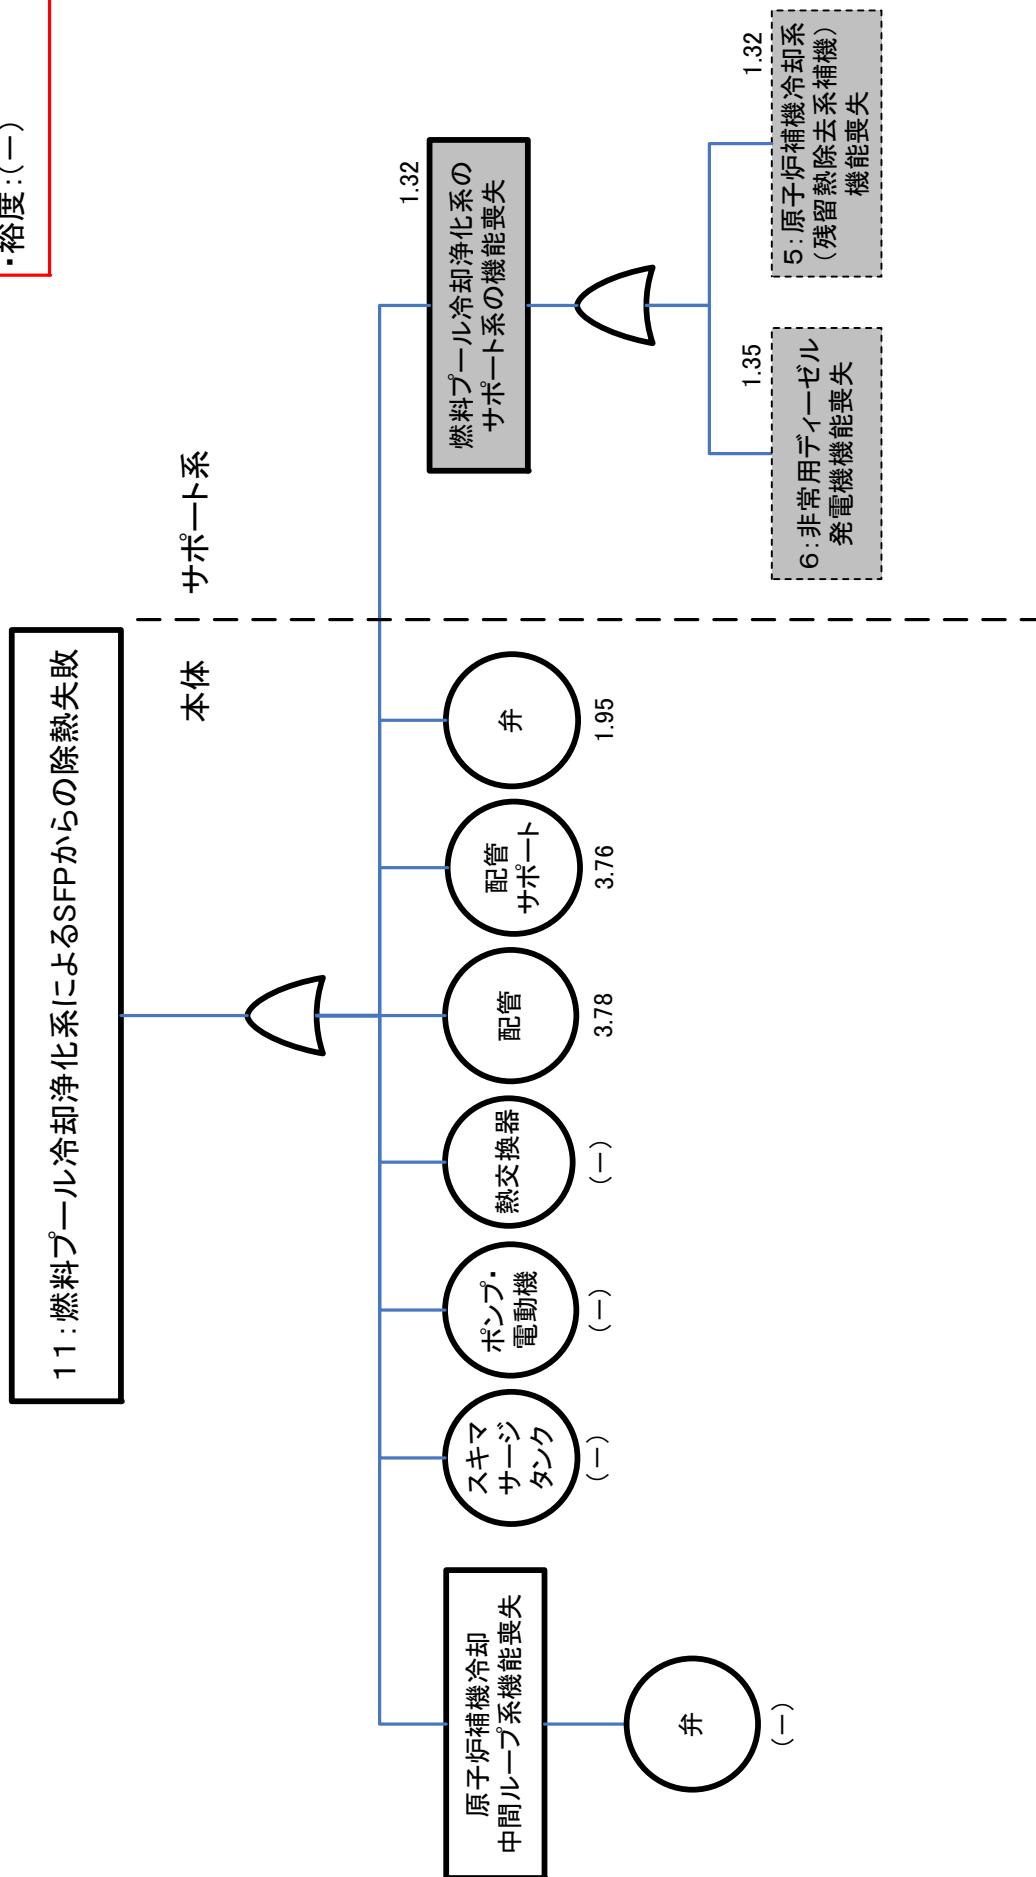 ・裕度：(－)
11：燃料プール冷却浄化系によるSFPからの除熱失敗
本体
サポート系
原子炉補機冷却
中間ループ系機能喪失
弁
(－)
スキマ
サージ
タンク
(－)
ポンプ・
電動機
(－)
熱交換器
(－)
配管
3.78
配管
サポート
3.76
弁
1.95
1.32
燃料プール冷却浄化系の
サポート系の機能喪失
1.35
6：非常用ディーゼル
発電機機能喪失
1.32
5：原子炉補機冷却系
（残留熱除去系補機）
機能喪失